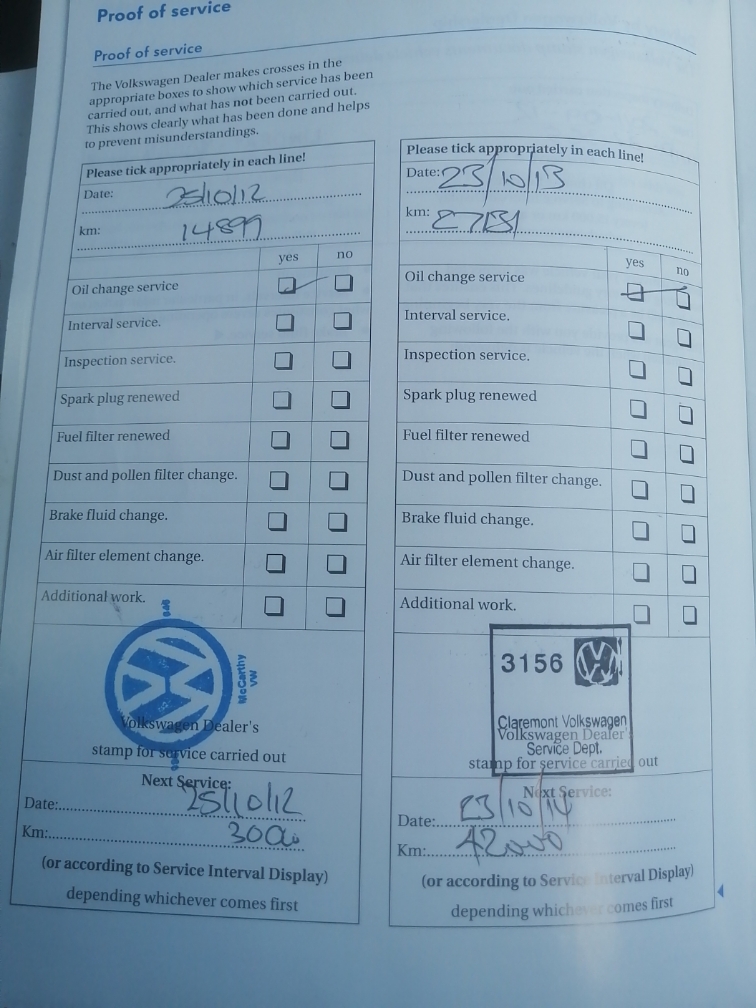 Proof of service
Proof of service
The Volkswagen Dealer makes crosses in the
appropriate boxes to show which service has been
carried out, and what has not been carried out.
This shows clearly what has been done and helps
to prevent misunderstandings.
Please tick appropriately in each line!
Date: 25/10/12
km: 14899
yes no
Oil change service
Interval service.
Inspection service.
Spark plug renewed
Fuel filter renewed
Dust and pollen filter change.
Brake fluid change.
Air filter element change.
Additional work.
McCarthy
VW
Volkswagen Dealer's
stamp for service carried out
Next Service:
Date: 25/10/12
Km:
(or according to Service Interval Display)
depending whichever comes first
Please tick appropriately in each line!
Date: 23/10/13
km: 27131
yes no
Oil change service
Interval service.
Inspection service.
Spark plug renewed
Fuel filter renewed
Dust and pollen filter change.
Brake fluid change.
Air filter element change.
Additional work.
3156
Claremont Volkswagen
Volkswagen Dealer's
Service Dept.
stamp for service carried out
Next Service:
Date: 23/10/14
Km: 42000
(or according to Service Interval Display)
depending whichever comes first